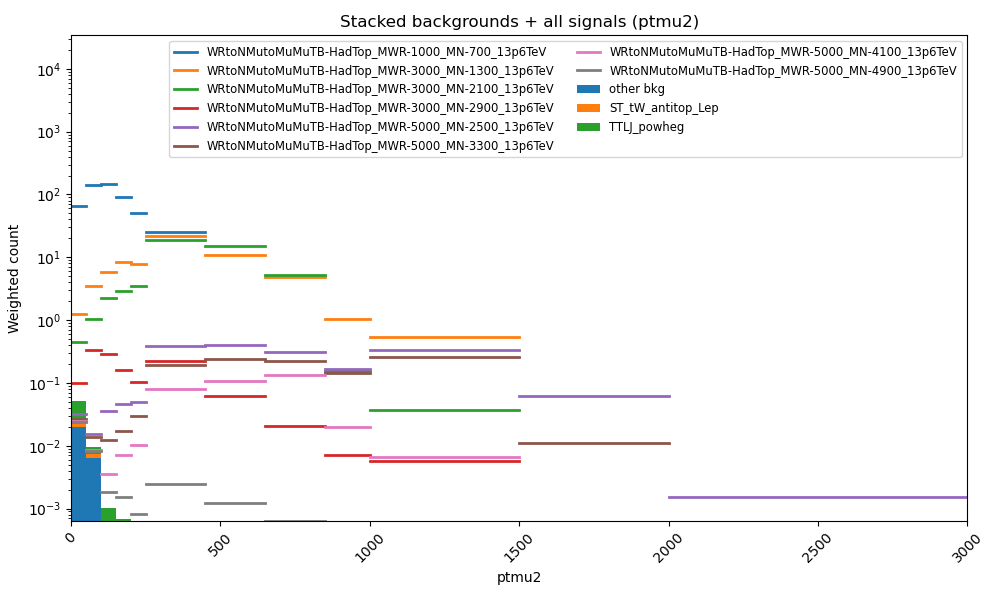 Stacked backgrounds + all signals (ptmu2)
WRtoNMutoMuMuTB-HadTop_MWR-1000_MN-700_13p6TeV
WRtoNMutoMuMuTB-HadTop_MWR-3000_MN-1300_13p6TeV
WRtoNMutoMuMuTB-HadTop_MWR-3000_MN-2100_13p6TeV
WRtoNMutoMuMuTB-HadTop_MWR-3000_MN-2900_13p6TeV
WRtoNMutoMuMuTB-HadTop_MWR-5000_MN-2500_13p6TeV
WRtoNMutoMuMuTB-HadTop_MWR-5000_MN-3300_13p6TeV
WRtoNMutoMuMuTB-HadTop_MWR-5000_MN-4100_13p6TeV
WRtoNMutoMuMuTB-HadTop_MWR-5000_MN-4900_13p6TeV
other bkg
ST_tW_antitop_Lep
TTLJ_powheg
Weighted count
10⁴
10³
10²
10¹
10⁰
10⁻¹
10⁻²
10⁻³
0
500
1000
1500
2000
2500
3000
ptmu2